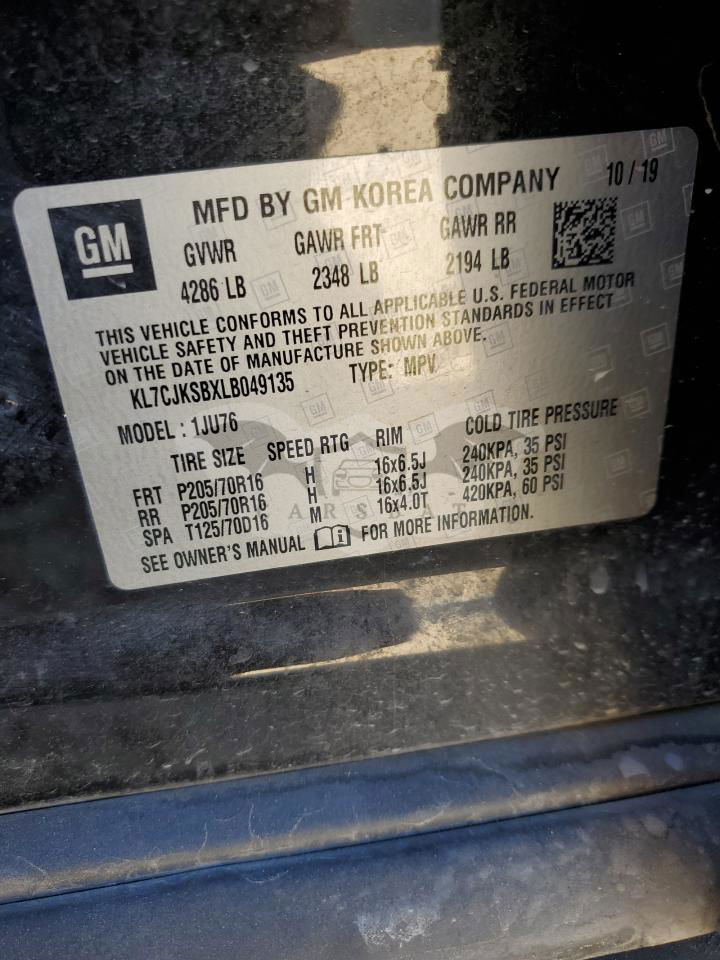 GM
MFD BY GM KOREA COMPANY 10 / 19
GVWR GAWR FRT GAWR RR
4286 LB 2348 LB 2194 LB
THIS VEHICLE CONFORMS TO ALL APPLICABLE U.S. FEDERAL MOTOR
VEHICLE SAFETY AND THEFT PREVENTION STANDARDS IN EFFECT
ON THE DATE OF MANUFACTURE SHOWN ABOVE.
KL7CJKSBXLB049135 TYPE: MPV
MODEL : 1JU76
TIRE SIZE SPEED RTG RIM COLD TIRE PRESSURE
FRT P205/70R16 H 16x6.5J 240KPA, 35 PSI
RR P205/70R16 H 16x6.5J 240KPA, 35 PSI
SPA T125/70D16 M 16x4.0T 420KPA, 60 PSI
CARSBAT
SEE OWNER'S MANUAL FOR MORE INFORMATION.